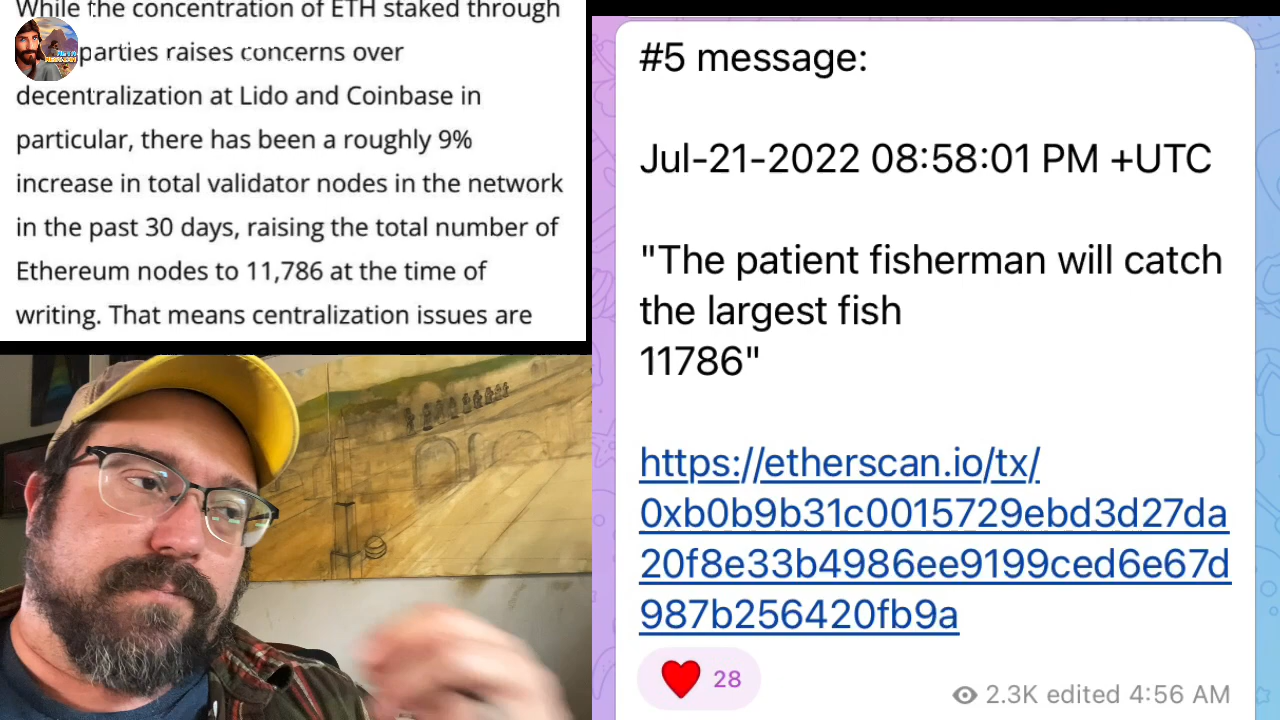 While the concentration of ETH staked through
parties raises concerns over
decentralization at Lido and Coinbase in
particular, there has been a roughly 9%
increase in total validator nodes in the network
in the past 30 days, raising the total number of
Ethereum nodes to 11,786 at the time of
writing. That means centralization issues are
#5 message:
Jul-21-2022 08:58:01 PM +UTC
"The patient fisherman will catch
the largest fish
11786"
https://etherscan.io/tx/
0xb0b9b31c0015729ebd3d27da
20f8e33b4986ee9199ced6e67d
987b256420fb9a
28
2.3K edited 4:56 AM